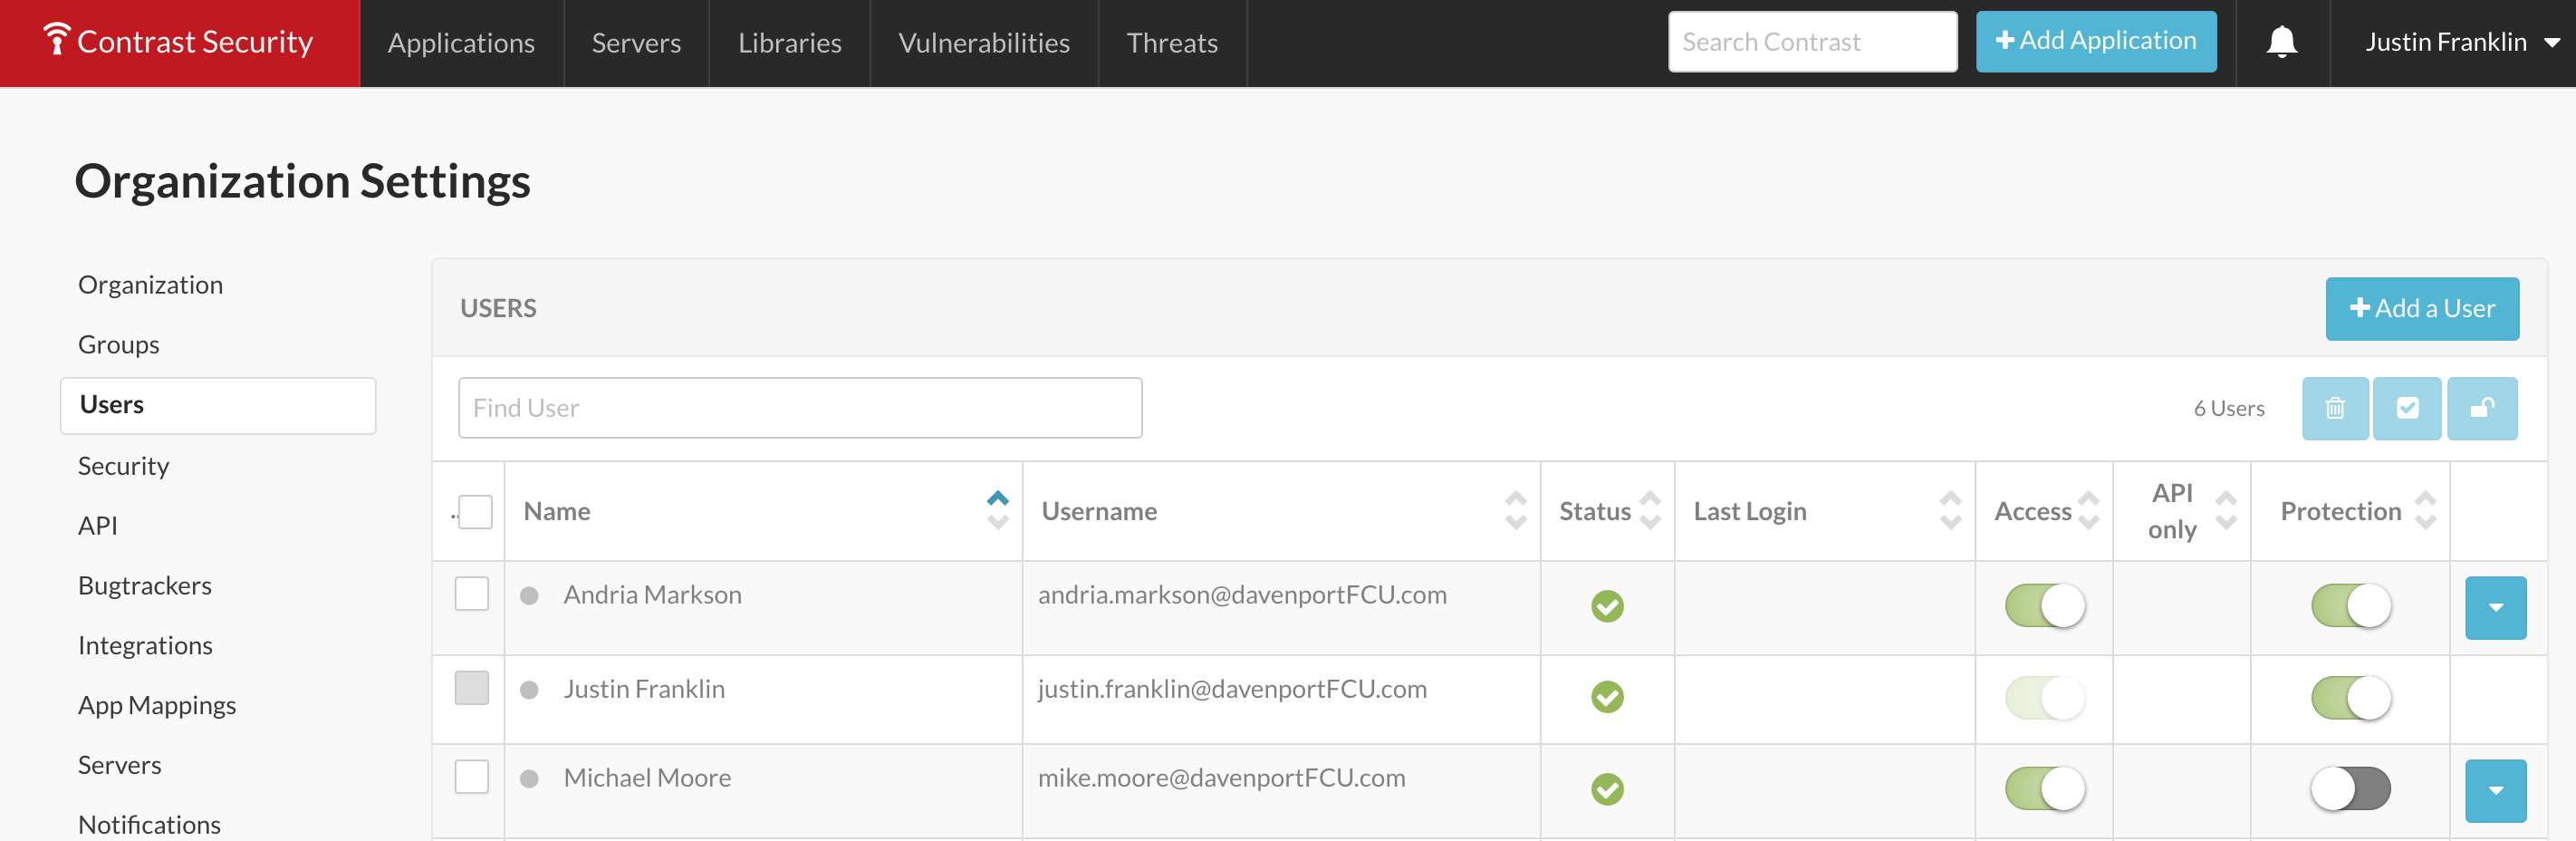 Contrast Security
Applications
Servers
Libraries
Vulnerabilities
Threats
Search Contrast
Add Application
Justin Franklin
Organization Settings
Organization
Groups
Users
Security
API
Bugtrackers
Integrations
App Mappings
Servers
Notifications
USERS
Add a User
Find User
6 Users
Name
Username
Status
Last Login
Access
API
only
Protection
Andria Markson
andria.markson@davenportFCU.com
Justin Franklin
justin.franklin@davenportFCU.com
Michael Moore
mike.moore@davenportFCU.com